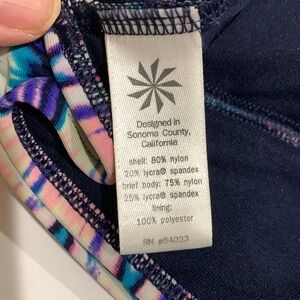 Designed in
Sonoma County,
California
shell: 80% nylon
20% lycra® spandex
brief body: 75% nylon
25% lycra® spandex
lining:
100% polyester
RN #54023